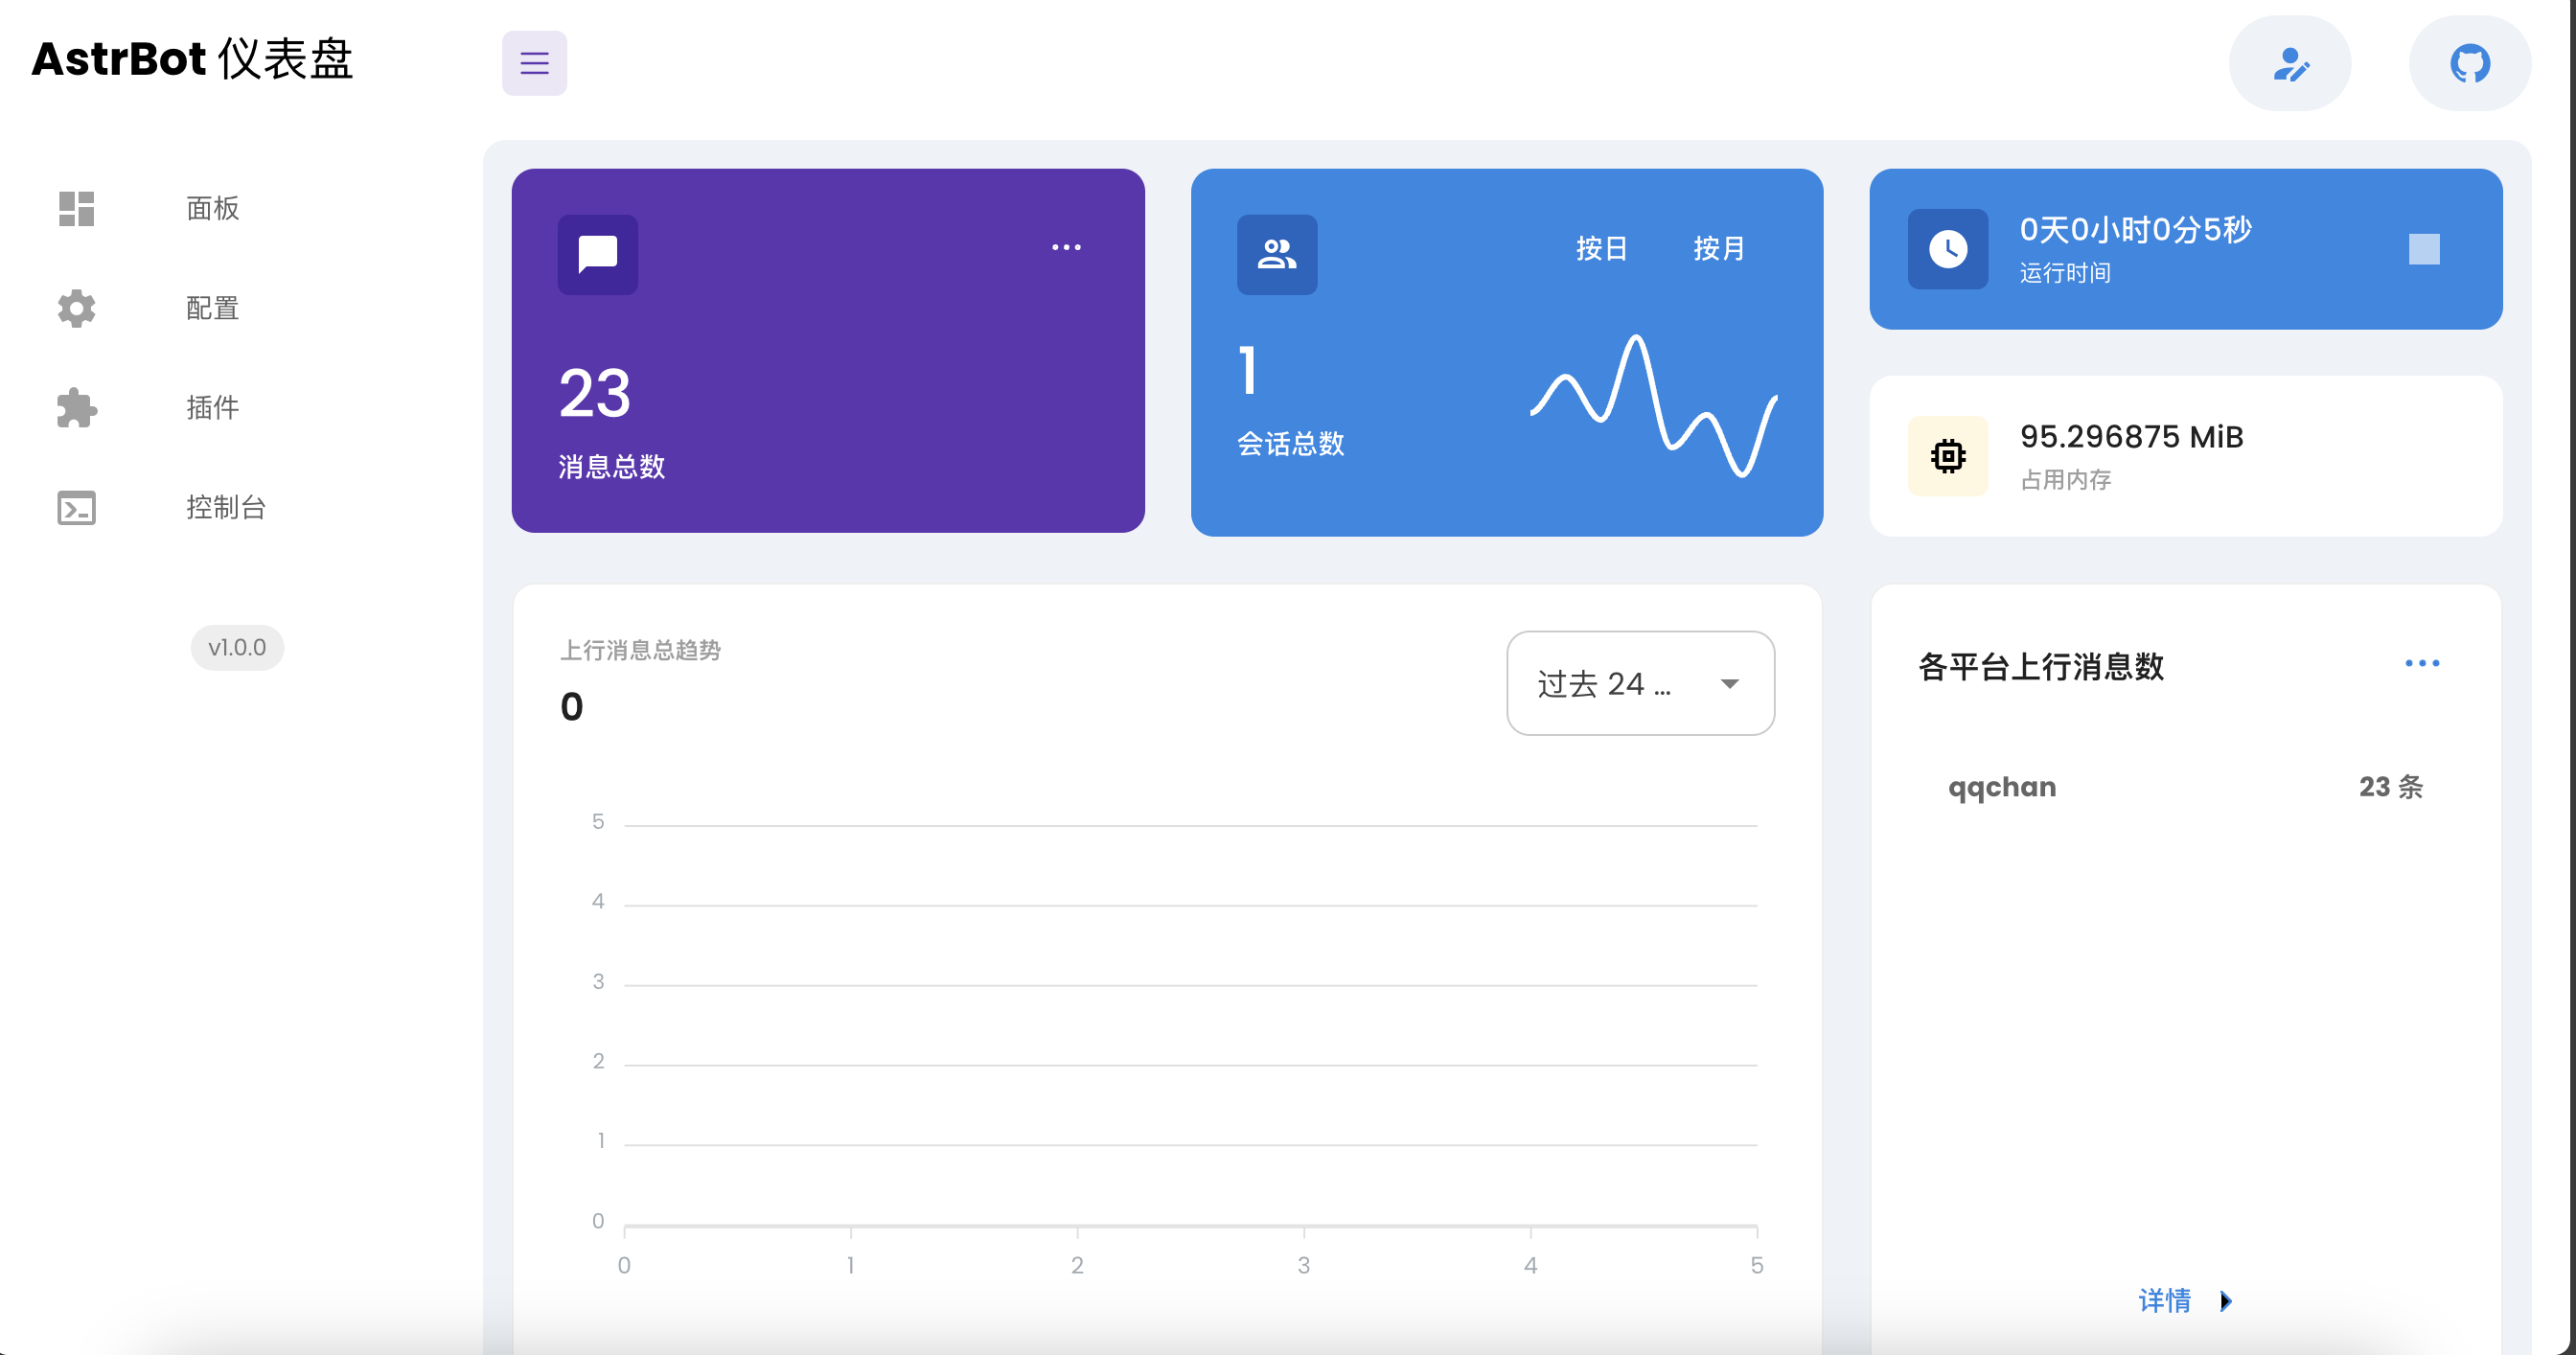 AstrBot 仪表盘
面板
配置
插件
控制台
v1.0.0
23
消息总数
按日 按月
1
会话总数
0天0小时0分5秒
运行时间
95.296875 MiB
占用内存
上行消息总趋势
0
过去 24 ...
5
4
3
2
1
0
0 1 2 3 4 5
各平台上行消息数
qqchan 23 条
详情